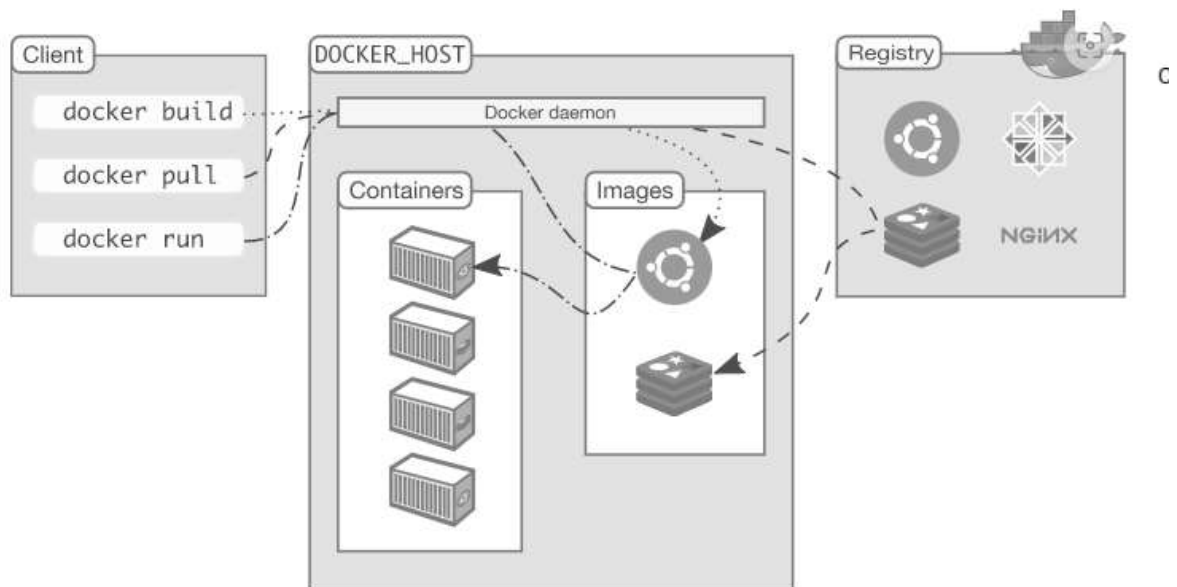 Client
docker build
docker pull
docker run
DOCKER_HOST
Docker daemon
Containers
Images
Registry
NGINX